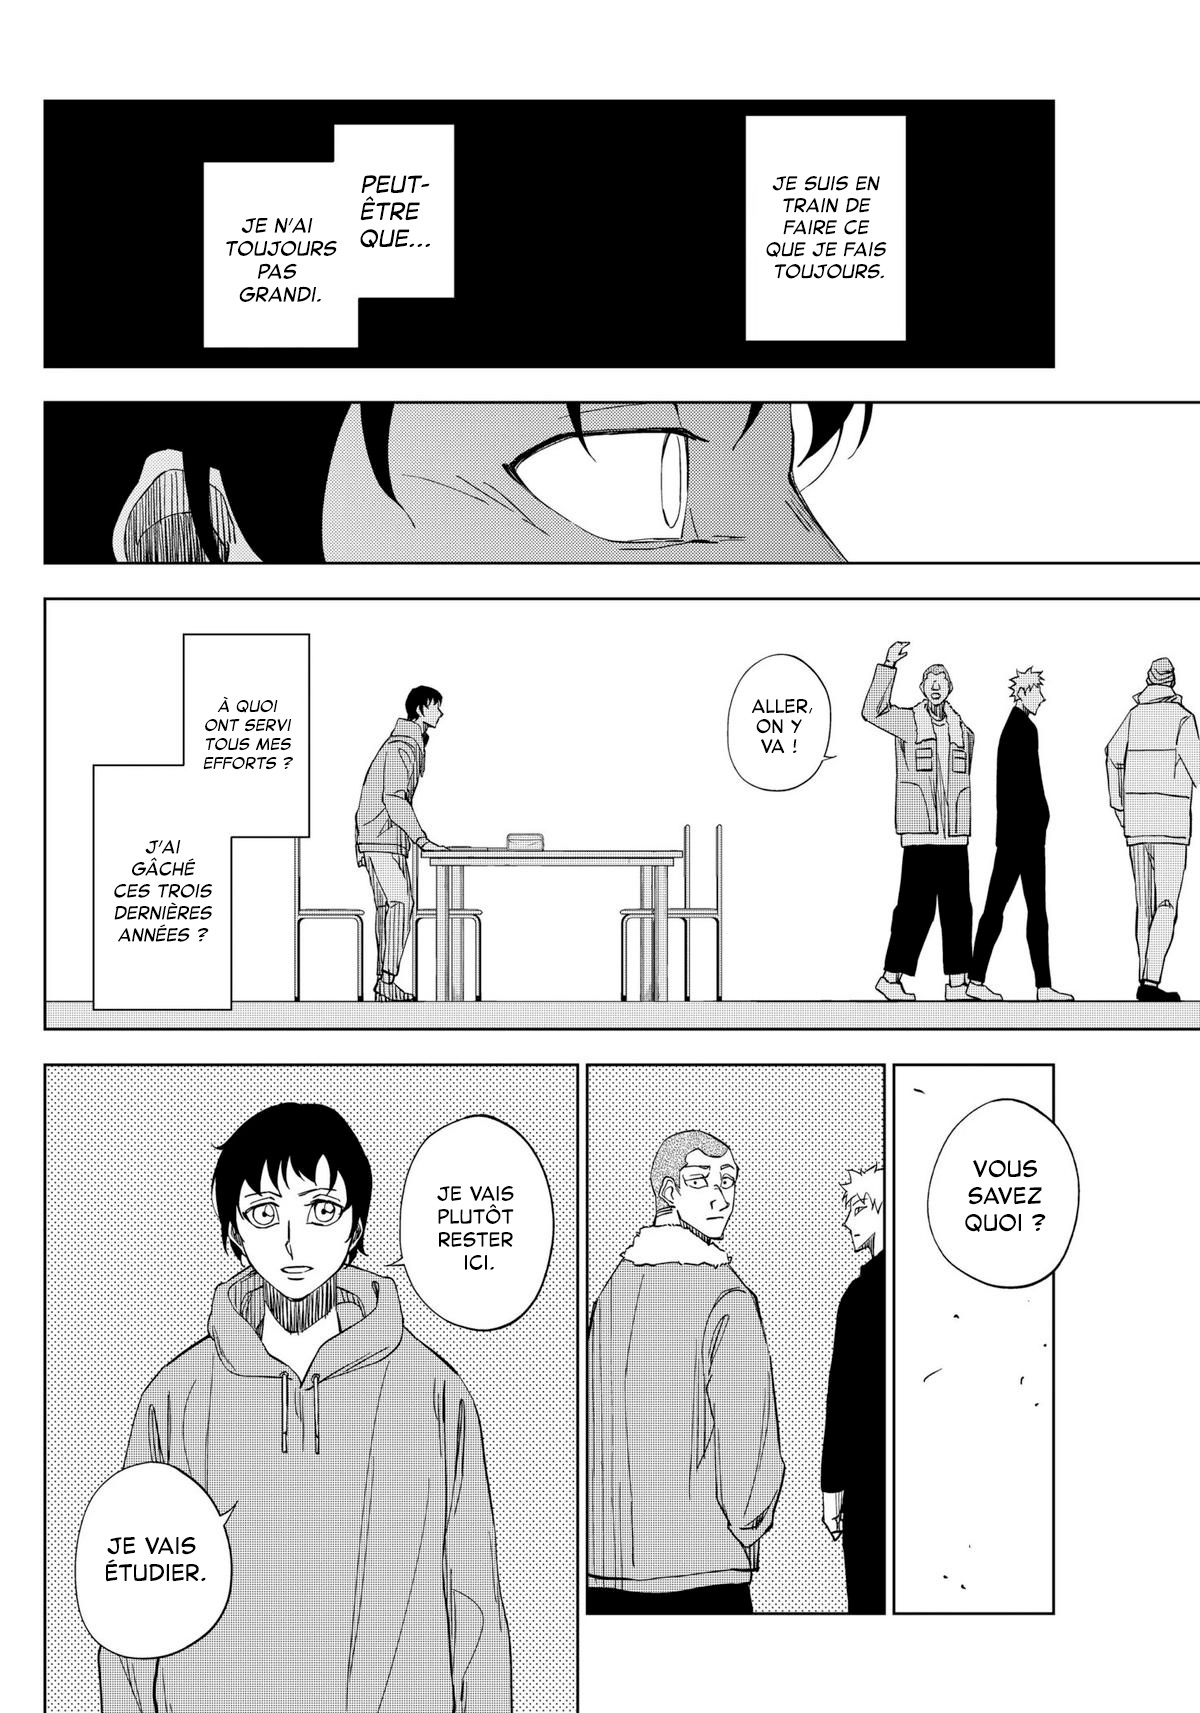 JE SUIS EN
TRAIN DE
FAIRE CE
QUE JE FAIS
TOUJOURS.
PEUT-
ÊTRE
QUE...
JE N'AI
TOUJOURS
PAS
GRANDI.
ALLER,
ON Y
VA !
À QUOI
ONT SERVI
TOUS MES
EFFORTS ?
J'AI
GÂCHÉ
CES TROIS
DERNIÈRES
ANNÉES ?
VOUS
SAVEZ
QUOI ?
JE VAIS
PLUTÔT
RESTER
ICI.
JE VAIS
ÉTUDIER.